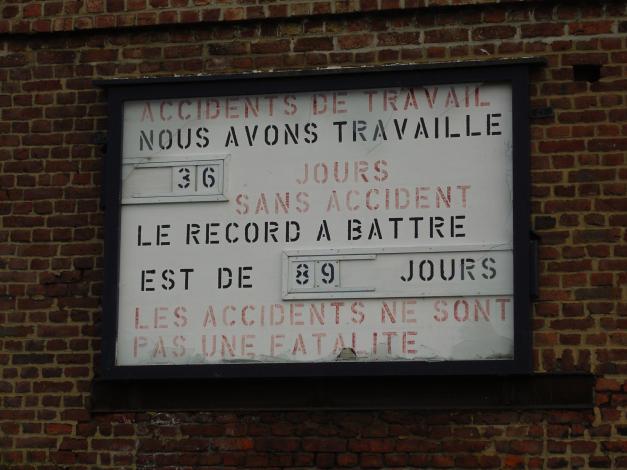 ACCIDENTS DE TRAVAIL
NOUS AVONS TRAVAILLE
36 JOURS
SANS ACCIDENT
LE RECORD A BATTRE
EST DE 89 JOURS
LES ACCIDENTS NE SONT
PAS UNE FATALITE